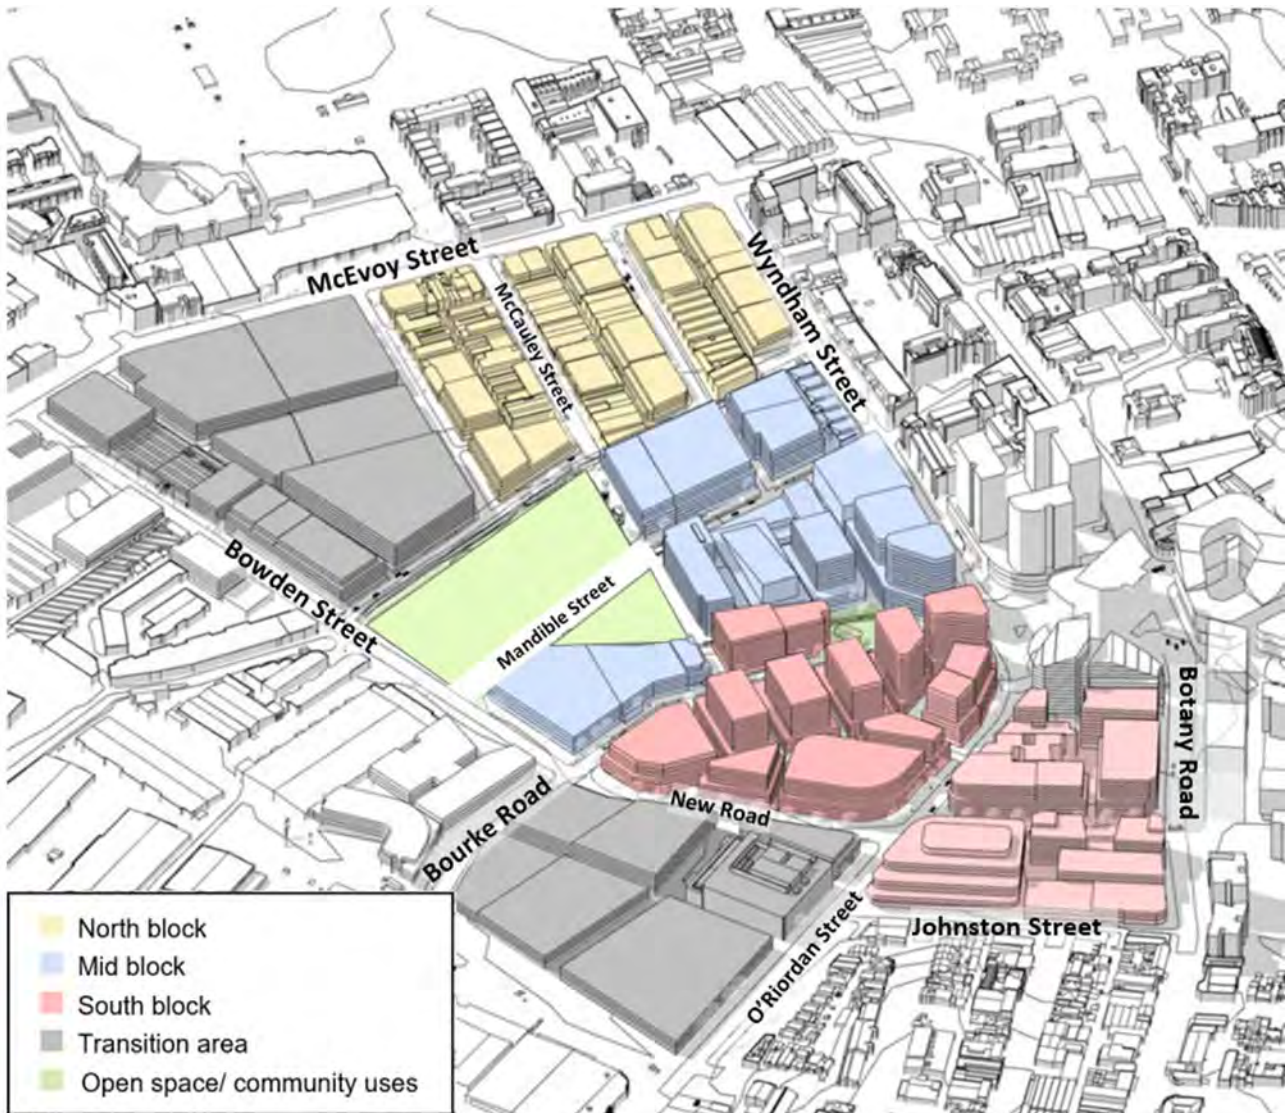 McEvoy Street
Wyndham Street
McCauley Street
Bowden Street
Mandible Street
Botany Road
New Road
Bourke Road
Johnston Street
O'Riordan Street
North block
Mid block
South block
Transition area
Open space/ community uses